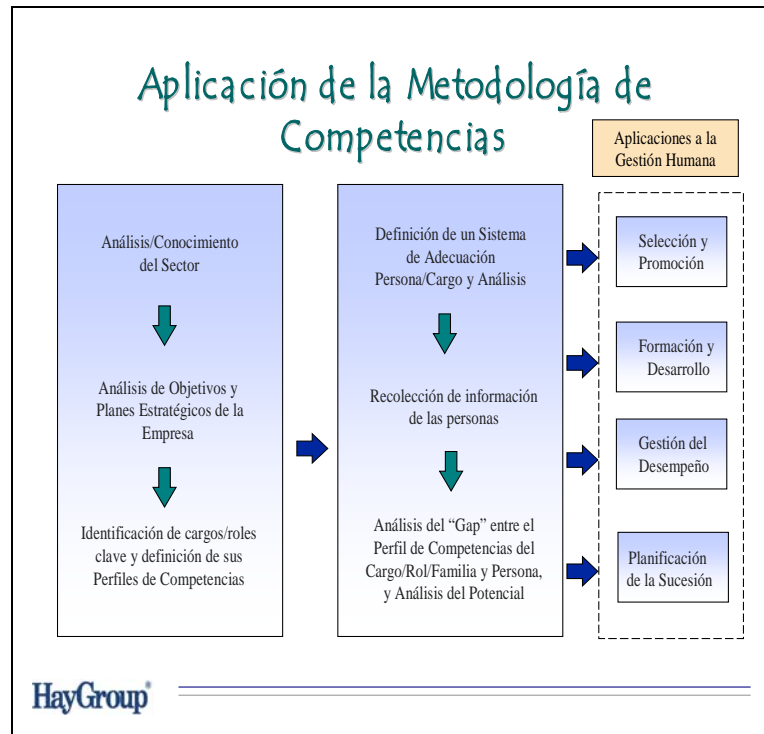 Aplicación de la Metodología de
Competencias
Aplicaciones a la
Gestión Humana
Análisis/Conocimiento
del Sector
Análisis de Objetivos y
Planes Estratégicos de la
Empresa
Identificación de cargos/roles
clave y definición de sus
Perfiles de Competencias
Definición de un Sistema
de Adecuación
Persona/Cargo y Análisis
Recolección de información
de las personas
Análisis del “Gap” entre el
Perfil de Competencias del
Cargo/Rol/Familia y Persona,
y Análisis del Potencial
Selección y
Promoción
Formación y
Desarrollo
Gestión del
Desempeño
Planificación
de la Sucesión
HayGroup®